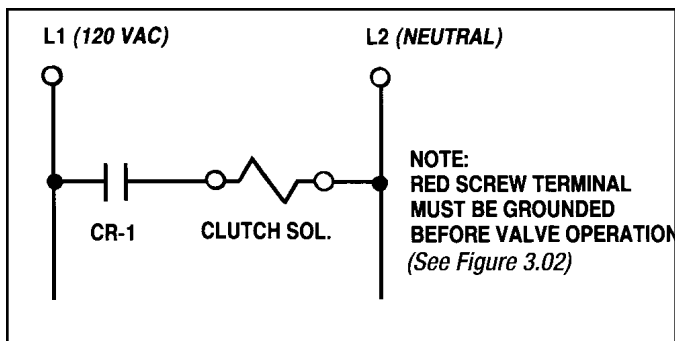 L1 (120 VAC)
L2 (NEUTRAL)
CR-1
CLUTCH SOL.
NOTE:
RED SCREW TERMINAL
MUST BE GROUNDED
BEFORE VALVE OPERATION
(See Figure 3.02)